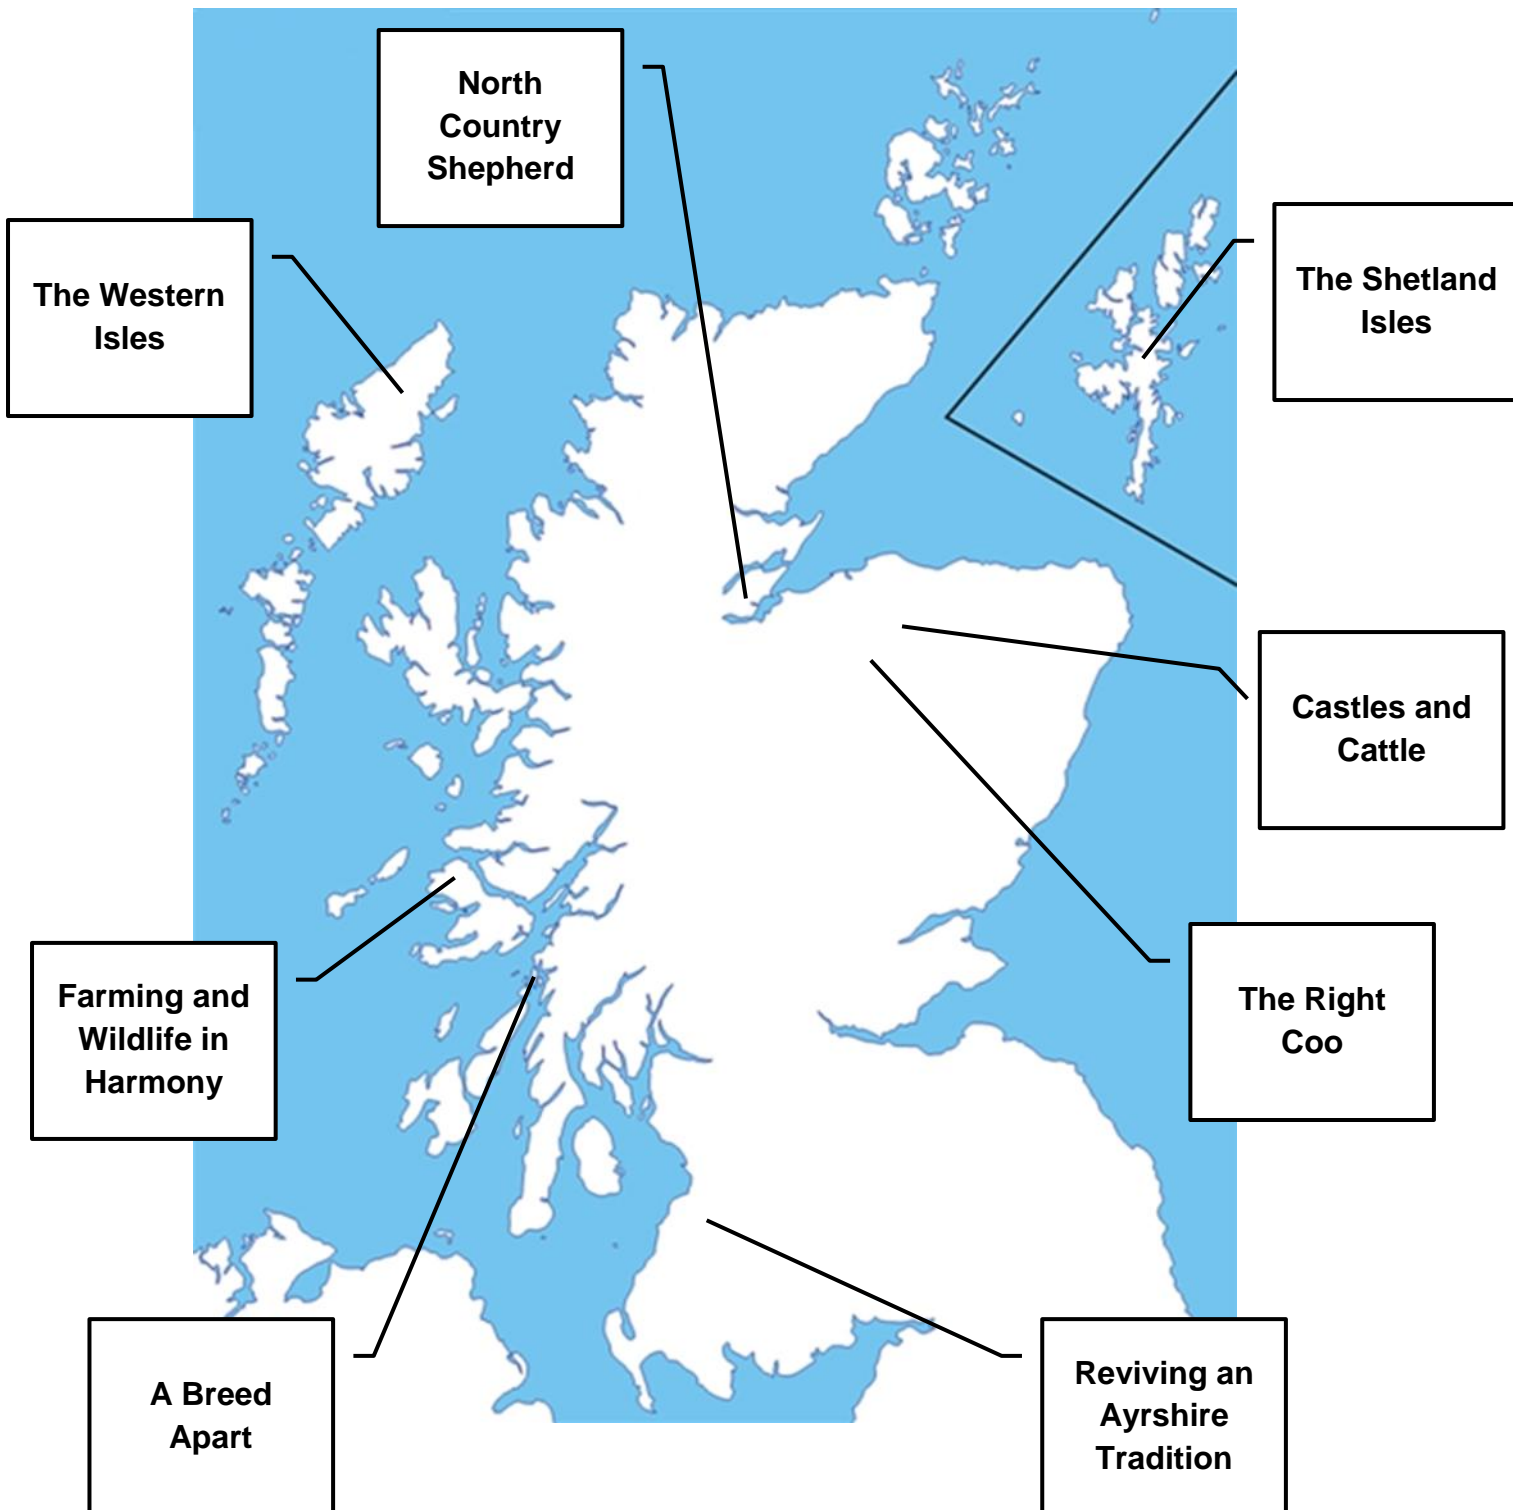 North
Country
Shepherd
The Western
Isles
The Shetland
Isles
Castles and
Cattle
Farming and
Wildlife in
Harmony
The Right
Coo
A Breed
Apart
Reviving an
Ayrshire
Tradition